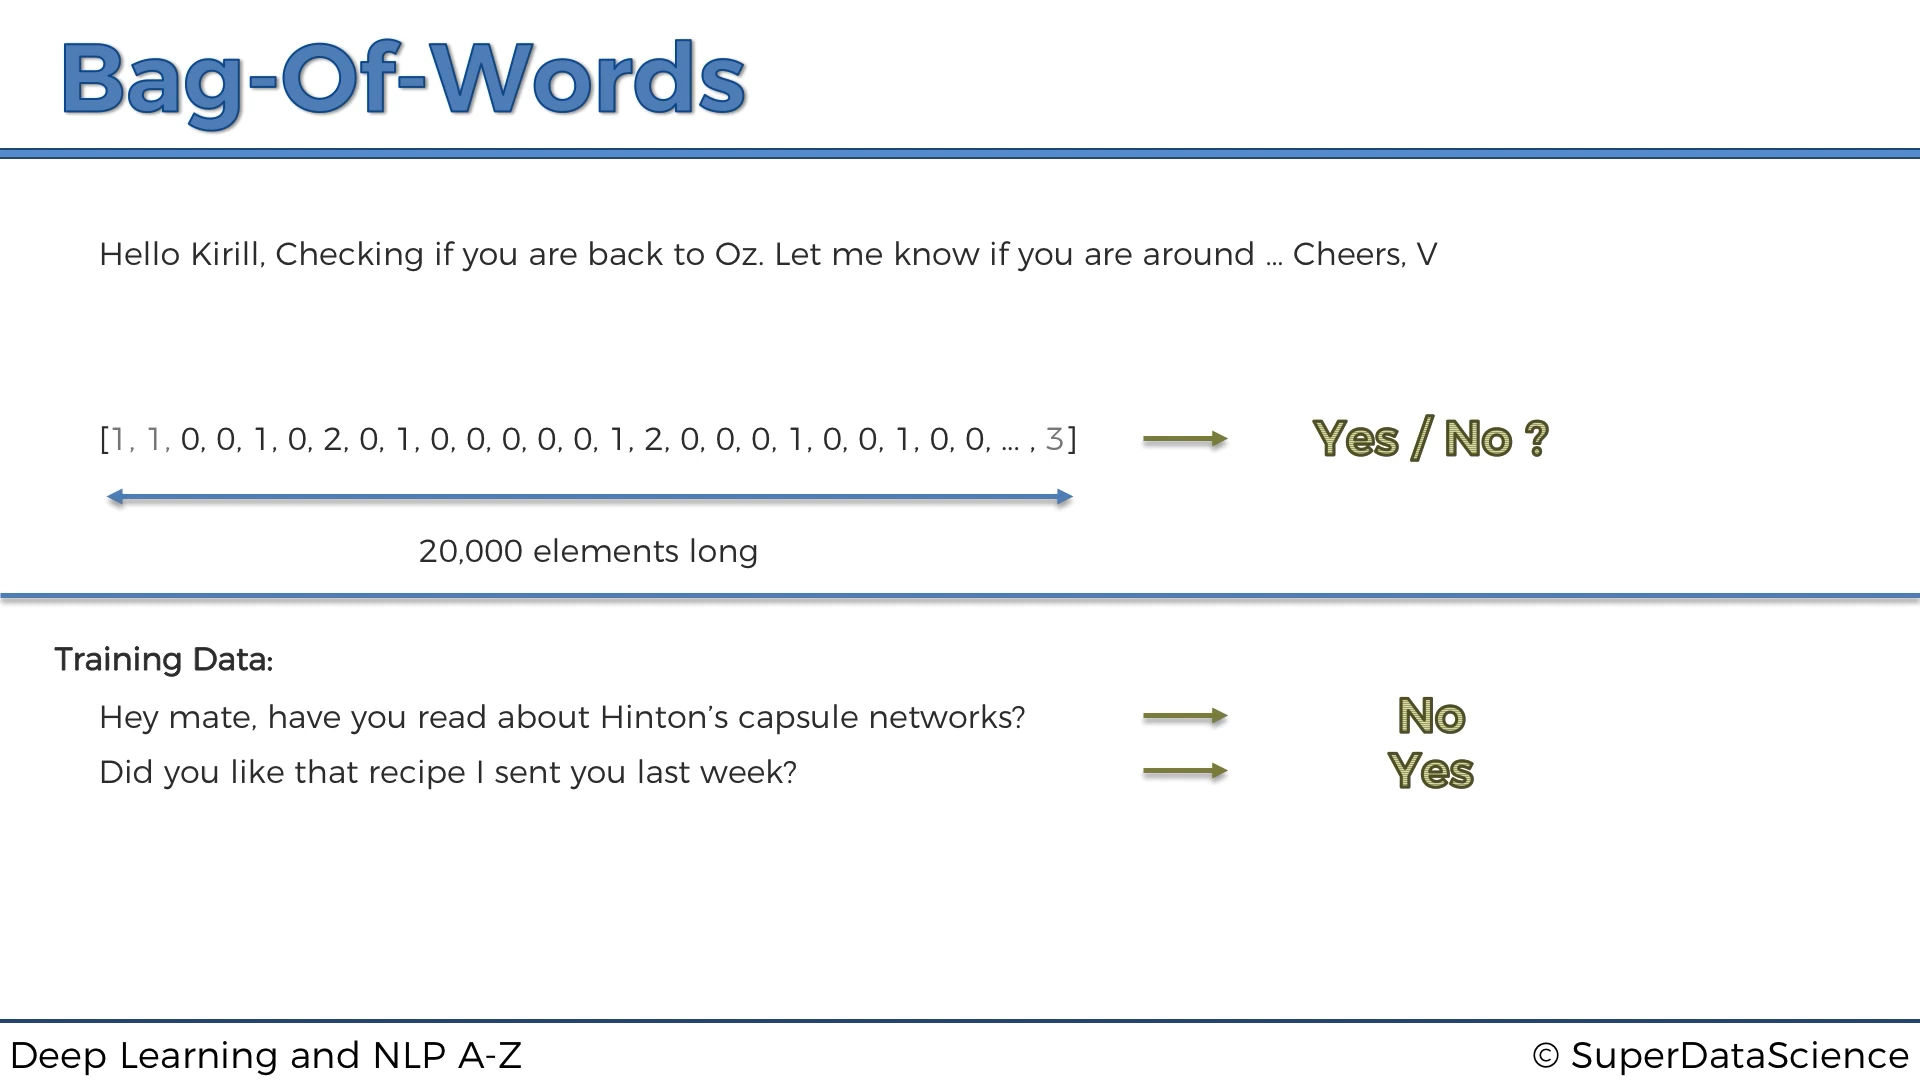 Bag-Of-Words
Hello Kirill, Checking if you are back to Oz. Let me know if you are around ... Cheers, V
[1, 1, 0, 0, 1, 0, 2, 0, 1, 0, 0, 0, 0, 0, 1, 2, 0, 0, 0, 1, 0, 0, 1, 0, 0, ... , 3]
Yes / No ?
20,000 elements long
Training Data:
Hey mate, have you read about Hinton’s capsule networks?
No
Did you like that recipe I sent you last week?
Yes
Deep Learning and NLP A-Z
© SuperDataScience